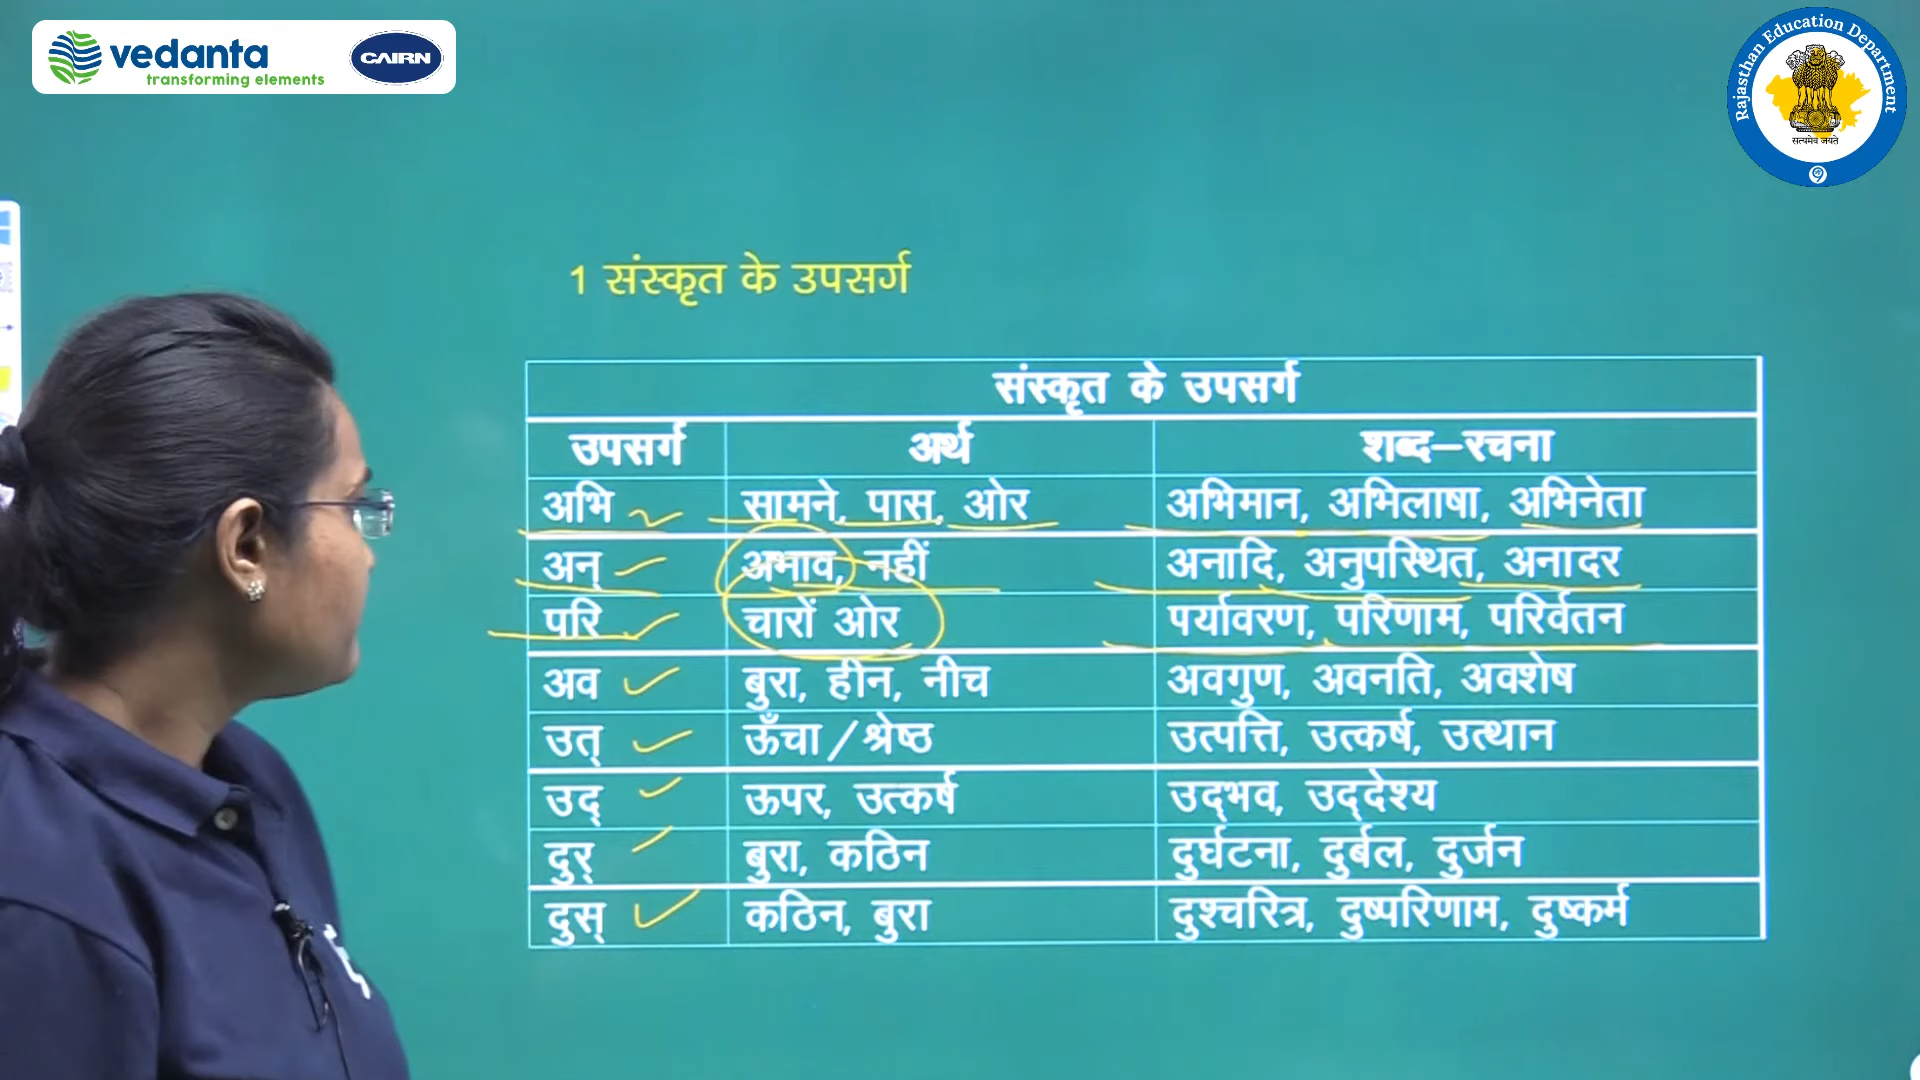 vedanta
transforming elements
CAIRN
Rajasthan Education Department
सत्यमेव जयते
1 संस्कृत के उपसर्ग
संस्कृत के उपसर्ग
उपसर्ग अर्थ शब्द–रचना
अभि सामने, पास, ओर अभिमान, अभिलाषा, अभिनेता
अन् अभाव, नहीं अनादि, अनुपस्थित, अनादर
परि चारों ओर पर्यावरण, परिणाम, परिर्वतन
अव बुरा, हीन, नीच अवगुण, अवनति, अवशेष
उत् ऊँचा/श्रेष्ठ उत्पत्ति, उत्कर्ष, उत्थान
उद् ऊपर, उत्कर्ष उद्भव, उद्देश्य
दुर् बुरा, कठिन दुर्घटना, दुर्बल, दुर्जन
दुस् कठिन, बुरा दुश्चरित्र, दुष्परिणाम, दुष्कर्म